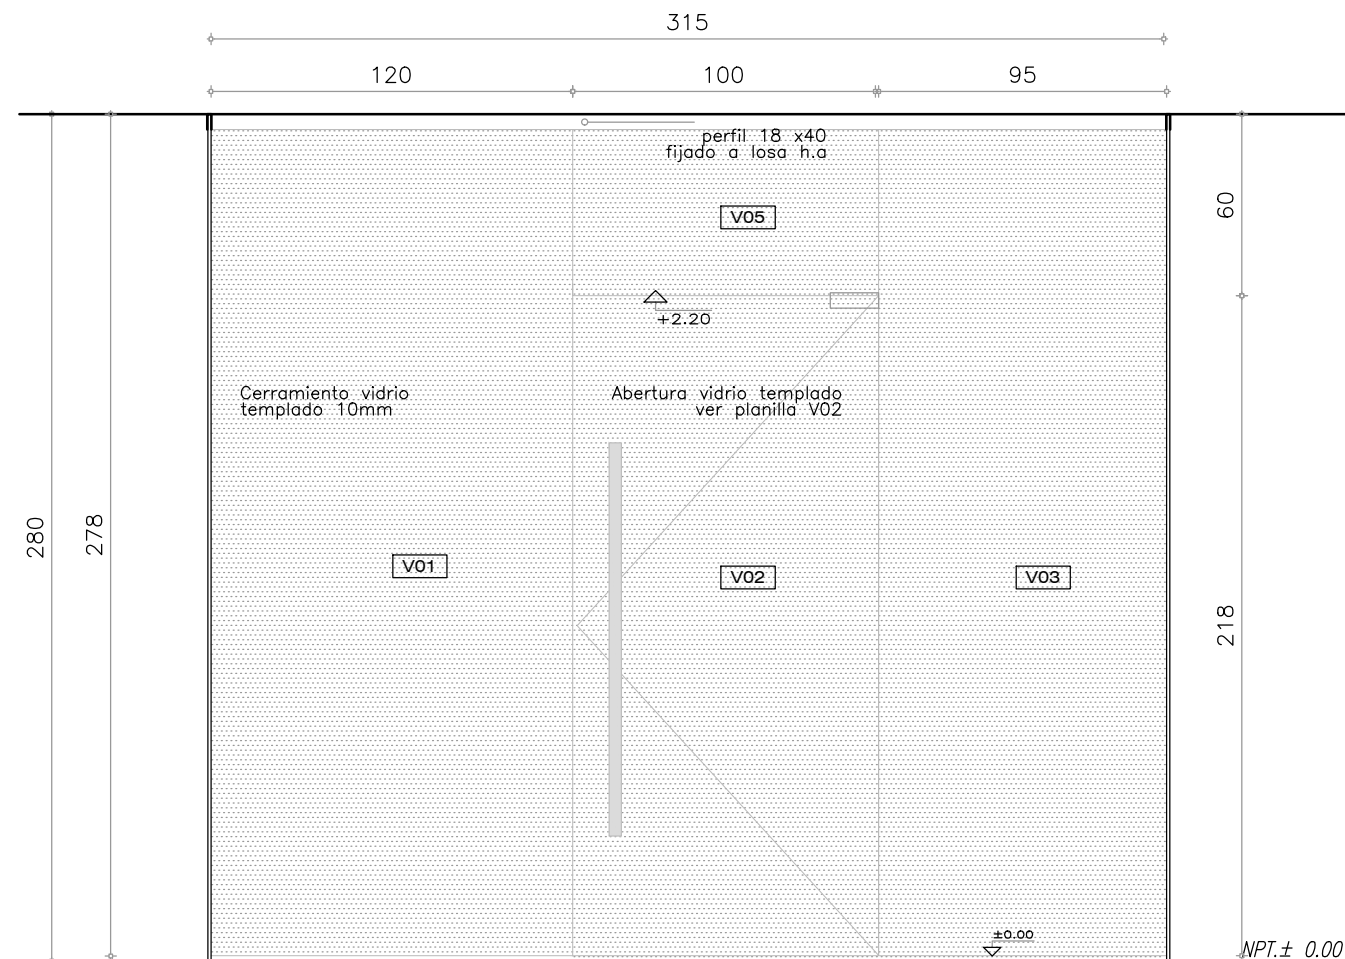 315
120
100
95
perfil 18 x40
fijado a losa h.a
V05
60
+2.20
Cerramiento vidrio
templado 10mm
Abertura vidrio templado
ver planilla V02
280
278
V01
V02
V03
218
±0.00
NPT.± 0.00